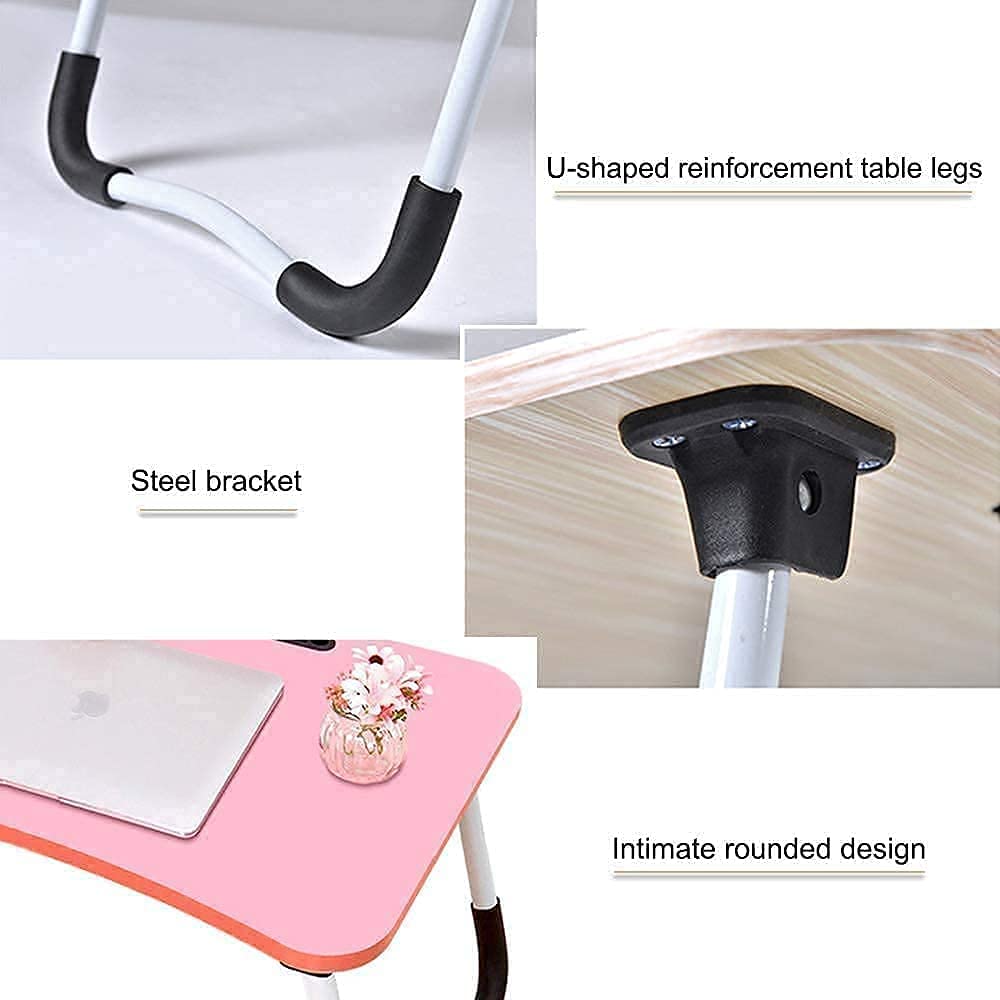 U-shaped reinforcement table legs
Steel bracket
Intimate rounded design